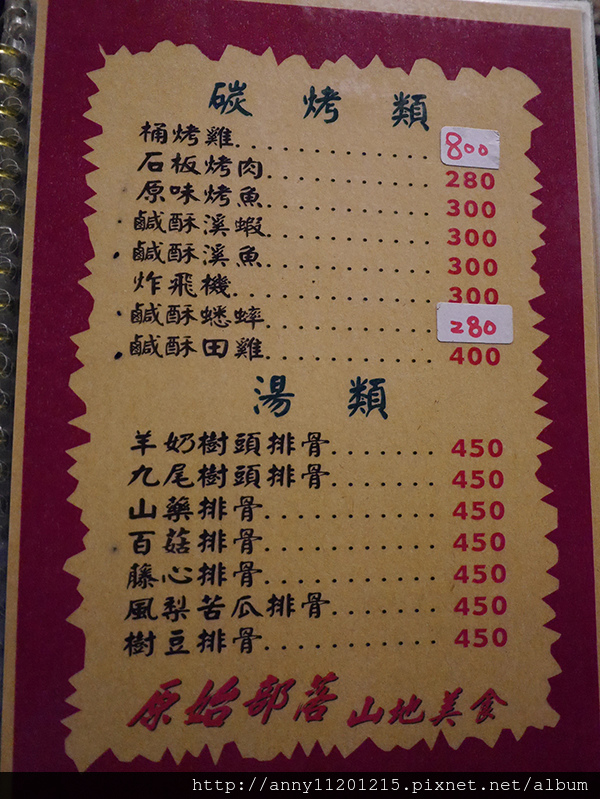 碳烤類
桶烤雞.............800
石板烤肉...........280
原味烤魚...........300
鹹酥溪蝦...........300
鹹酥溪魚...........300
炸飛機.............300
鹹酥蟋蟀...........280
鹹酥田雞...........400
湯類
羊奶樹頭排骨.......450
九尾樹頭排骨.......450
山藥排骨...........450
百菇排骨...........450
藤心排骨...........450
風梨苦瓜排骨.......450
樹豆排骨...........450
原始部落 山地美食
http://anny11201215.pixnet.net/album